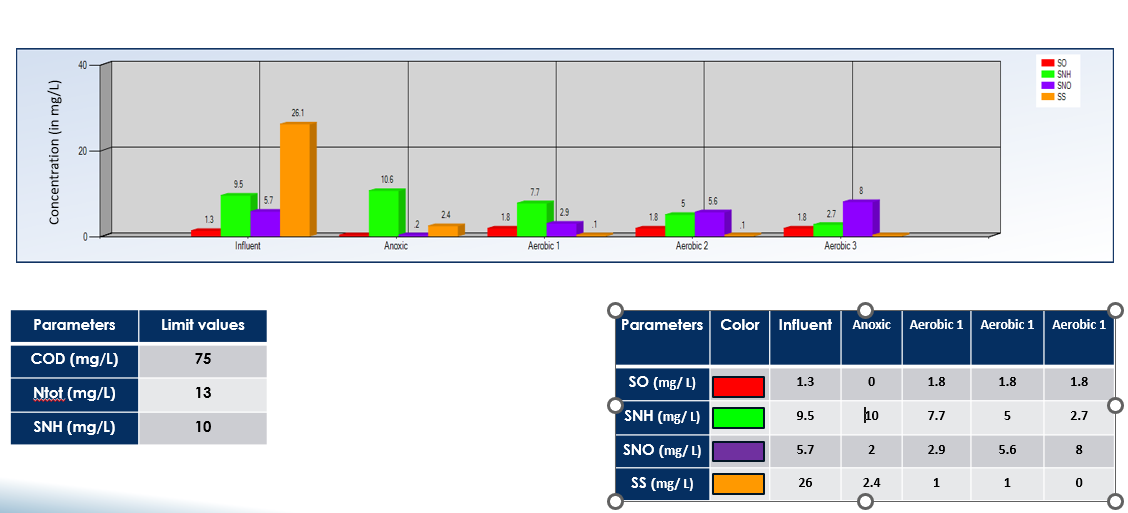 Concentration (in mg/L)
40
20
0
1.3
9.5
5.7
26.1
10.6
.2
2.4
1.8
7.7
2.9
.1
1.8
5
5.6
.1
1.8
2.7
8
Influent
Anoxic
Aerobic 1
Aerobic 2
Aerobic 3
SO
SNH
SNO
SS
Parameters Limit values
COD (mg/L) 75
Ntot (mg/L) 13
SNH (mg/L) 10
Parameters Color Influent Anoxic Aerobic 1 Aerobic 1 Aerobic 1
SO (mg/ L) 1.3 0 1.8 1.8 1.8
SNH (mg/ L) 9.5 10 7.7 5 2.7
SNO (mg/ L) 5.7 2 2.9 5.6 8
SS (mg/ L) 26 2.4 1 1 0